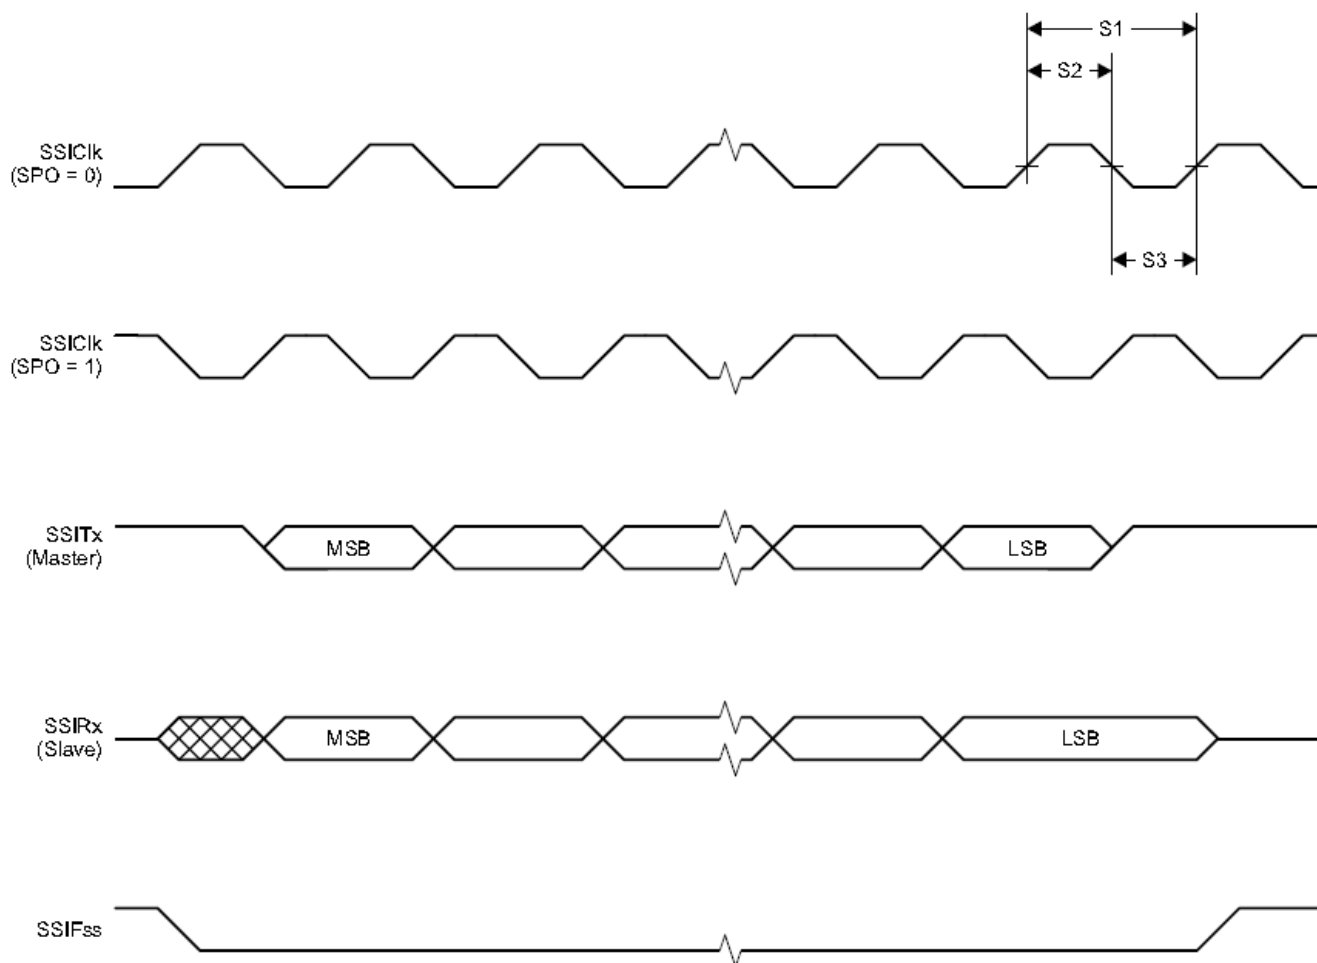 S1
S2
SSIClk
(SPO = 0)
S3
SSIClk
(SPO = 1)
SSITx
(Master)
MSB
LSB
SSIRx
(Slave)
MSB
LSB
SSIFss